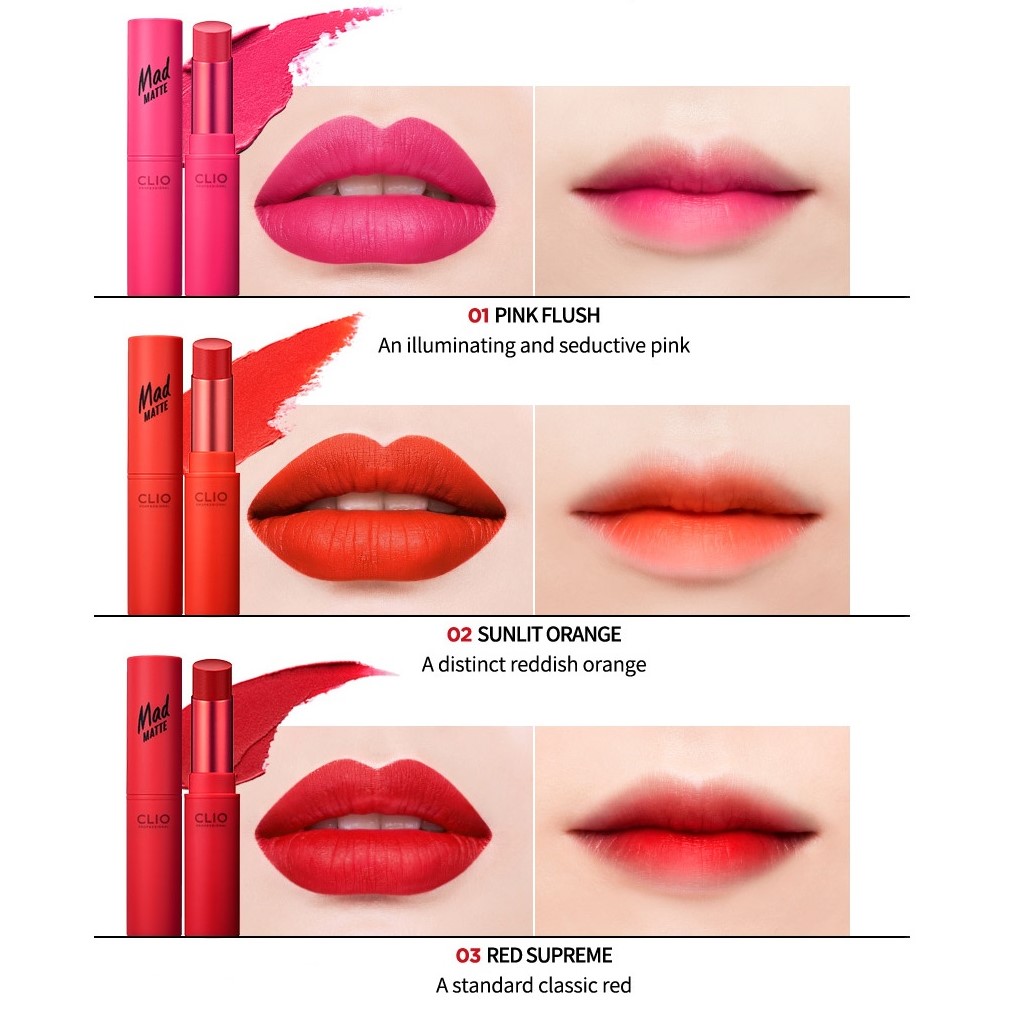 Mad
MATTE
CLIO
CLIO
01 PINK FLUSH
An illuminating and seductive pink
Mad
MATTE
CLIO
CLIO
02 SUNLIT ORANGE
A distinct reddish orange
Mad
MATTE
CLIO
CLIO
03 RED SUPREME
A standard classic red